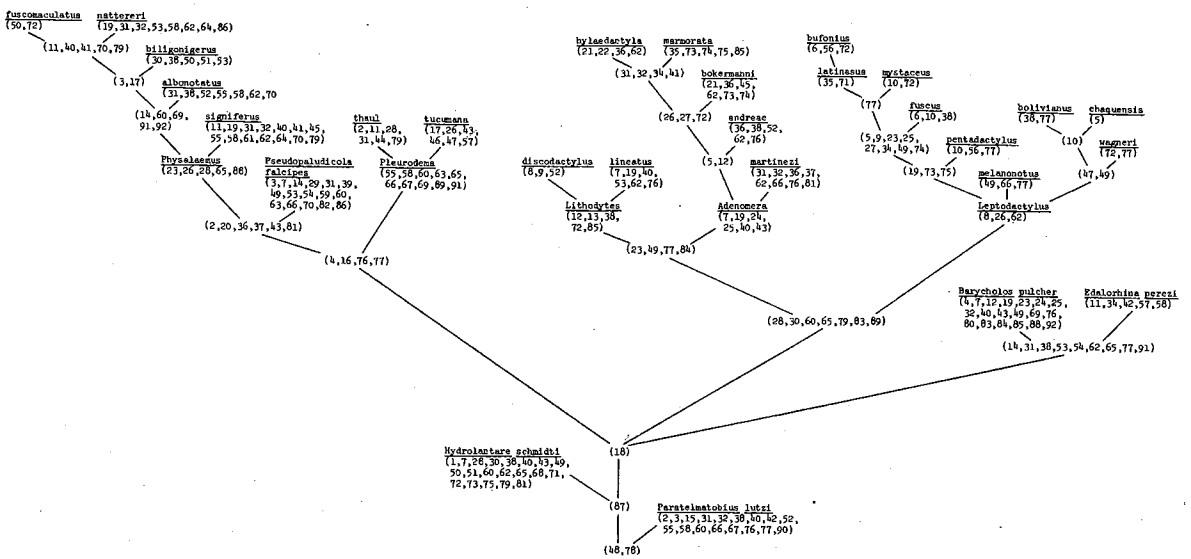 fuscomaculatus
(50,72)
nattereri
(19,31,32,53,58,62,64,86)
(11,40,41,70,79)
biligonigerus
(30,38,50,51,53)
(3,17)
albonotatus
(31,38,52,55,58,62,70
(14,60,69,
91,92)
signiferus
(11,19,31,32,40,41,45,
55,58,61,62,64,70,79)
Physalaemus
(23,26,28,65,86)
Pseudopaludicola
falcipes
(3,7,14,29,31,39,
49,53,54,59,60,
63,66,70,82,86)
(2,20,36,37,43,81)
thaul
(2,11,28,
31,44,79)
tucumana
(17,26,43,
46,47,57)
Pleurodema
(55,58,60,63,65,
66,67,69,89,91)
(4,16,76,77)
hylaedactyla
(21,22,36,62)
marmorata
(35,73,74,75,85)
(31,32,34,41)
bokermanni
(21,36,45,
62,73,74)
(26,27,72)
andreae
(36,38,52,
62,76)
(5,12)
martinezi
(31,32,36,37,
62,66,76,81)
discodactylus
(8,9,52)
lineatus
(7,19,40,
53,62,76)
Lithodytes
(12,13,38,
72,85)
Adenomera
(7,19,24,
25,40,43)
(23,49,77,84)
bufonius
(6,56,72)
latinasus
(35,71)
mystaceus
(10,72)
(77)
fuscus
(6,10,38)
(5,9,23,25,
27,34,49,74)
pentadactylus
(10,56,77)
(19,73,75)
melanonotus
(49,66,77)
bolivianus
(38,77)
chaquensis
(5)
(10)
wagneri
(72,77)
(47,49)
Leptodactylus
(8,26,62)
(28,30,60,65,79,83,89)
Barycholos pulcher
(4,7,12,19,23,24,25,
32,40,43,49,69,76,
80,83,84,85,88,92)
Edalorhina perezi
(11,34,42,57,58)
(14,31,38,53,54,62,65,77,91)
(18)
Hydrolaetare schmidti
(1,7,28,30,38,40,43,49,
50,51,60,62,65,68,71,
72,73,75,79,81)
(87)
Paratelmatobius lutzi
(2,3,15,31,32,38,40,42,52,
55,58,60,66,67,76,77,90)
(48,78)